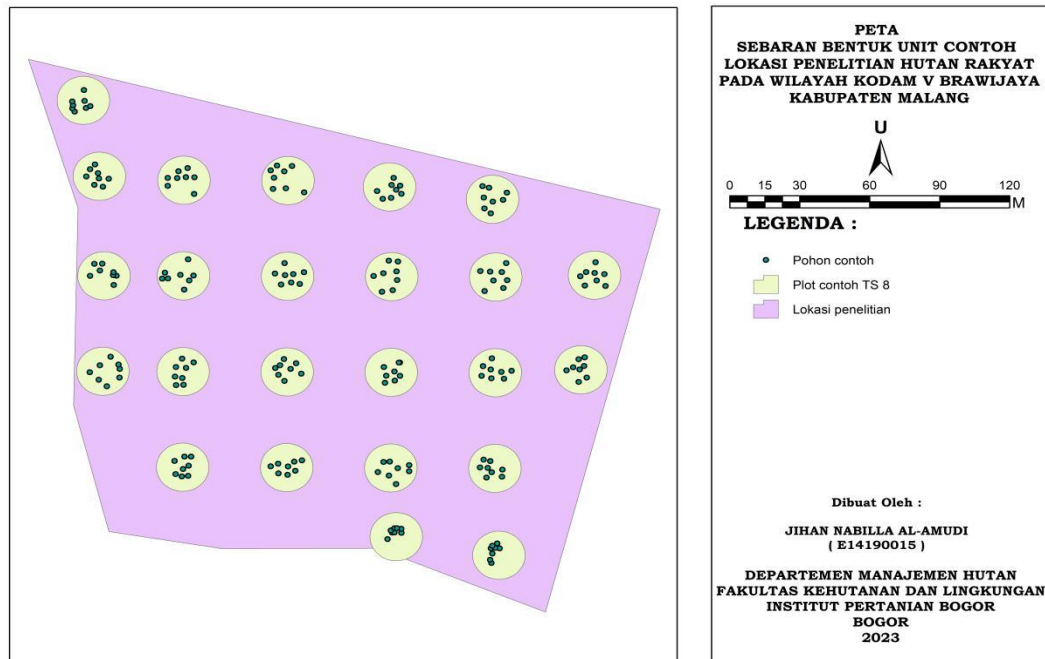 PETA
SEBARAN BENTUK UNIT CONTOH
LOKASI PENELITIAN HUTAN RAKYAT
PADA WILAYAH KODAM V BRAWIJAYA
KABUPATEN MALANG
U
0 15 30 60 90 120
M
LEGENDA :
Pohon contoh
Plot contoh TS 8
Lokasi penelitian
Dibuat Oleh :
JIHAN NABILLA AL-AMUDI
( E14190015 )
DEPARTEMEN MANAJEMEN HUTAN
FAKULTAS KEHUTANAN DAN LINGKUNGAN
INSTITUT PERTANIAN BOGOR
BOGOR
2023